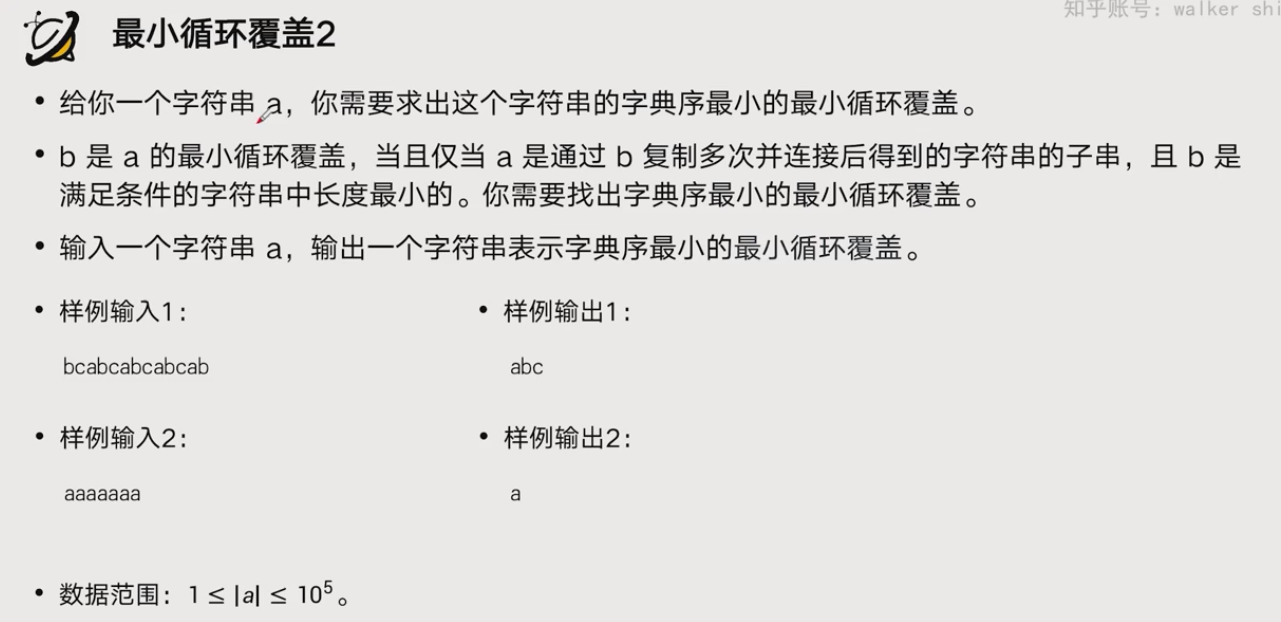 知乎账号：walker shi
最小循环覆盖2
• 给你一个字符串 a，你需要求出这个字符串的字典序最小的最小循环覆盖。
• b 是 a 的最小循环覆盖，当且仅当 a 是通过 b 复制多次并连接后得到的字符串的子串，且 b 是
满足条件的字符串中长度最小的。你需要找出字典序最小的最小循环覆盖。
• 输入一个字符串 a，输出一个字符串表示字典序最小的最小循环覆盖。
• 样例输入1： • 样例输出1：
bcabcabcabcab abc
• 样例输入2： • 样例输出2：
aaaaaaa a
• 数据范围：1 ≤ |a| ≤ 10⁵。